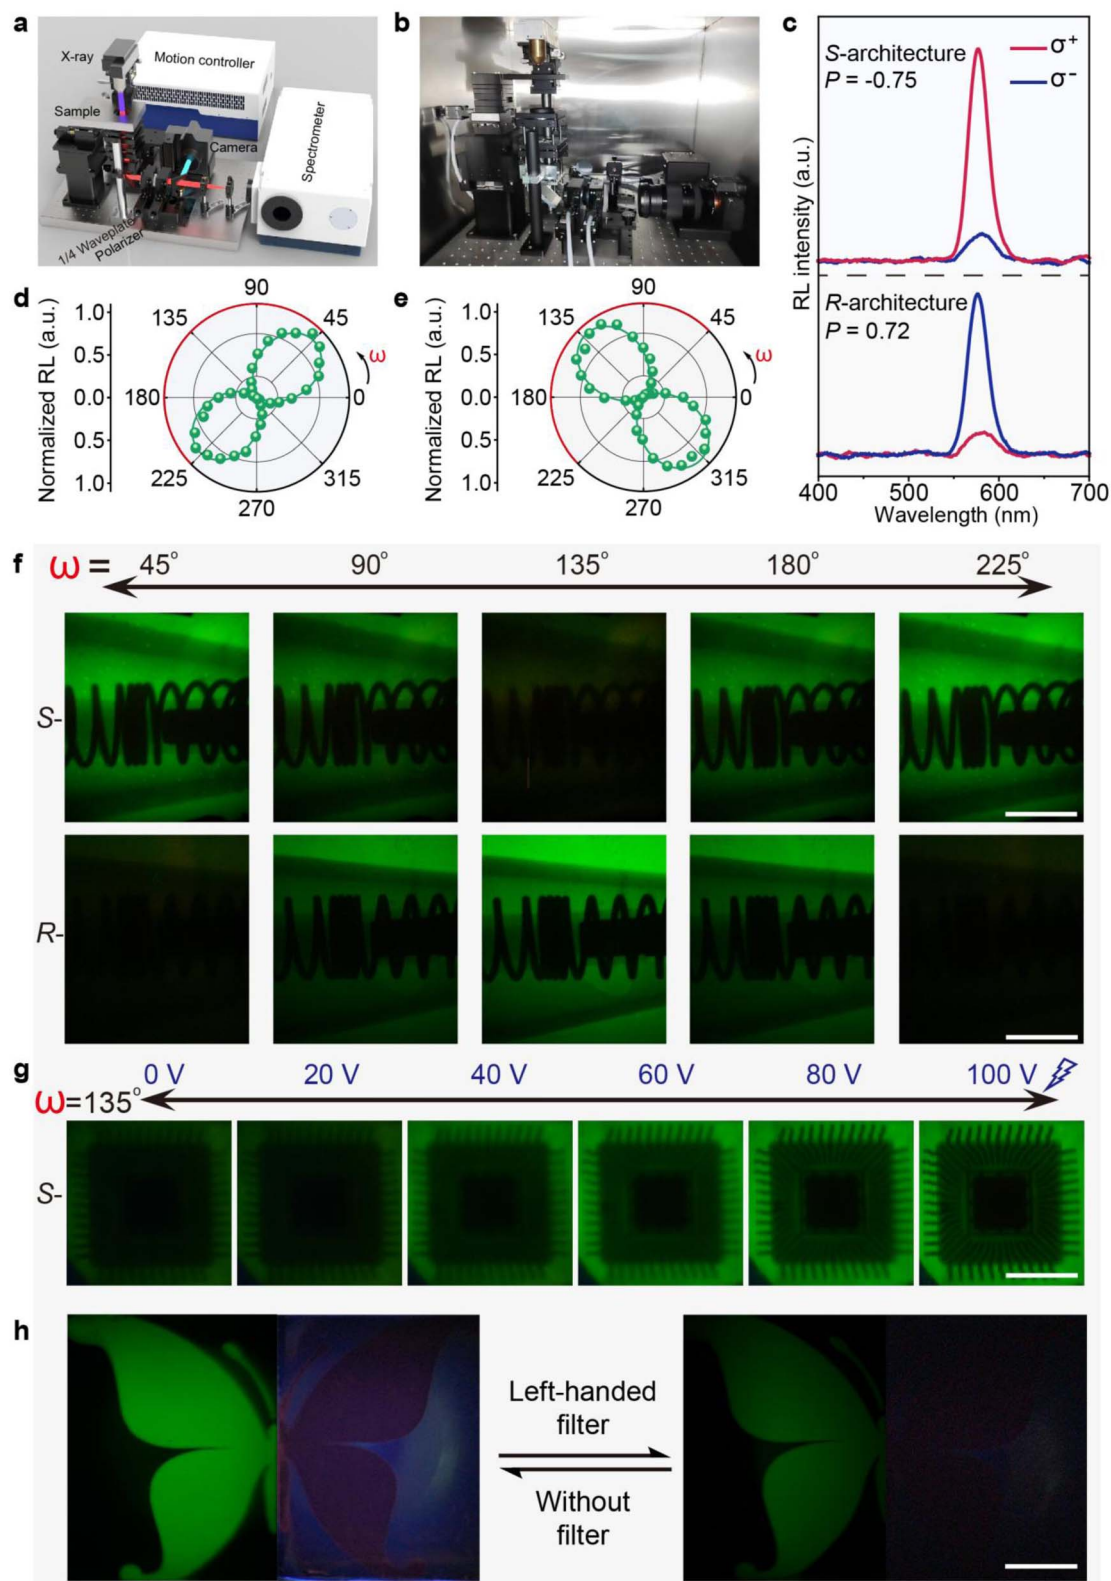 a
X-ray
Motion controller
Sample
Camera
Spectrometer
1/4 Waveplate
Polarizer
b
c
S-architecture
P = -0.75
σ+
σ-
R-architecture
P = 0.72
RL intensity (a.u.)
400
500
600
700
Wavelength (nm)
d
Normalized RL (a.u.)
1.0
0.5
0.0
0.5
1.0
90
135
45
180
0
225
315
270
ω
e
Normalized RL (a.u.)
1.0
0.5
0.0
0.5
1.0
90
135
45
180
0
225
315
270
ω
f
ω = 45° 90° 135° 180° 225°
S-
R-
g
0 V 20 V 40 V 60 V 80 V 100 V
ω=135°
S-
h
Left-handed
filter
Without
filter